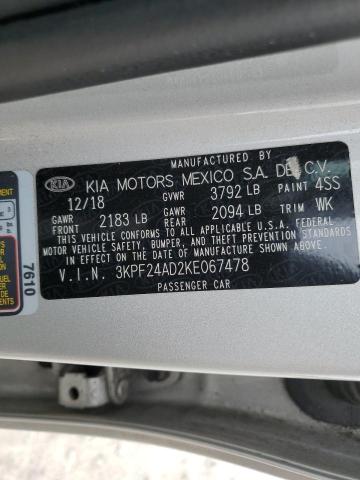 MANUFACTURED BY
KIA KIA MOTORS MEXICO S.A. DE C.V.
12/18 GVWR 3792 LB PAINT 4SS
GAWR FRONT 2183 LB GAWR REAR 2094 LB TRIM WK
THIS VEHICLE CONFORMS TO ALL APPLICABLE U.S.A. FEDERAL
MOTOR VEHICLE SAFETY, BUMPER, AND THEFT PREVENTION STANDARDS
IN EFFECT ON THE DATE OF MANUFACTURE SHOWN ABOVE
V.I.N. 3KPF24AD2KE067478
PASSENGER CAR
7610